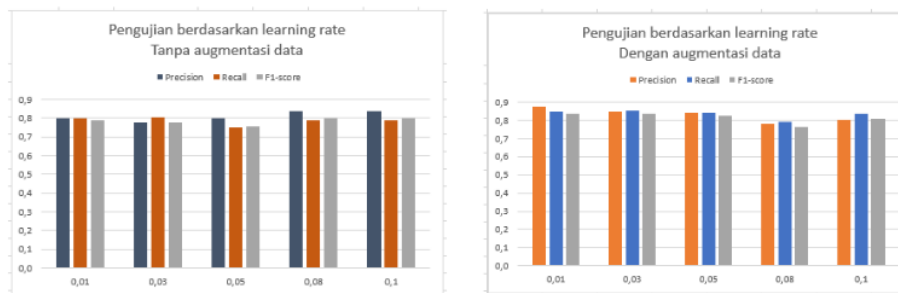 Pengujian berdasarkan learning rate
Tanpa augmentasi data
Precision Recall F1-score
0,9
0,8
0,7
0,6
0,5
0,4
0,3
0,2
0,1
0,0
0,01 0,03 0,05 0,08 0,1
Pengujian berdasarkan learning rate
Dengan augmentasi data
Precision Recall F1-score
0,9
0,8
0,7
0,6
0,5
0,4
0,3
0,2
0,1
0,0
0,01 0,03 0,05 0,08 0,1